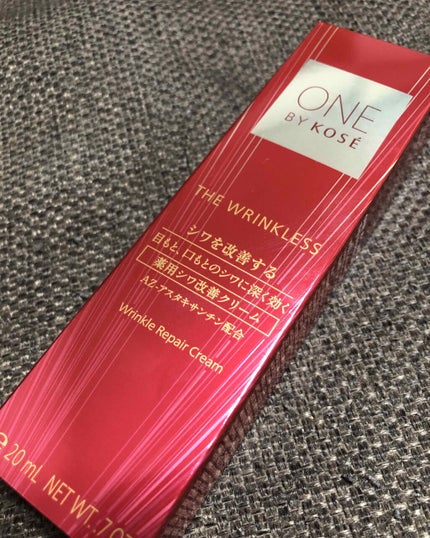 ONE
BY KOSÉ
THE WRINKLESS
シワを改善する
目もと、口もとのシワに深く効く
薬用シワ改善クリーム
A2・アスタキサンチン配合
Wrinkle Repair Cream
e 20 mL NET WT. .7 OZ.